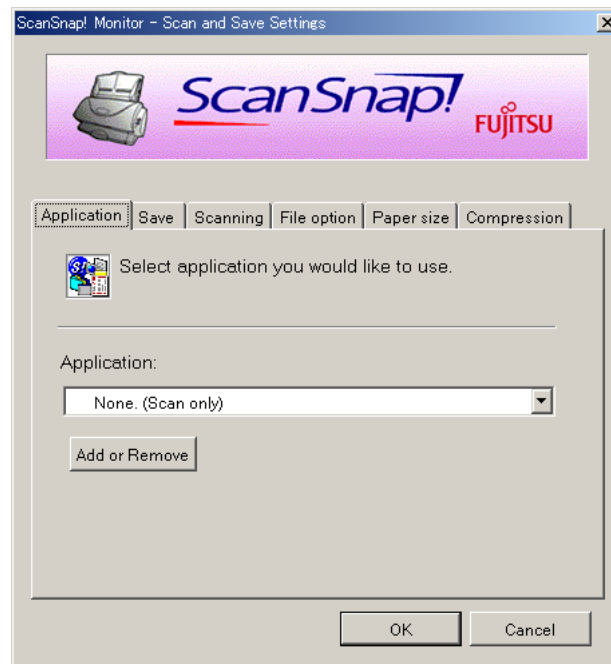 ScanSnap! Monitor - Scan and Save Settings
ScanSnap!
FUJITSU
Application Save Scanning File option Paper size Compression
Select application you would like to use.
Application:
None. (Scan only)
Add or Remove
OK Cancel